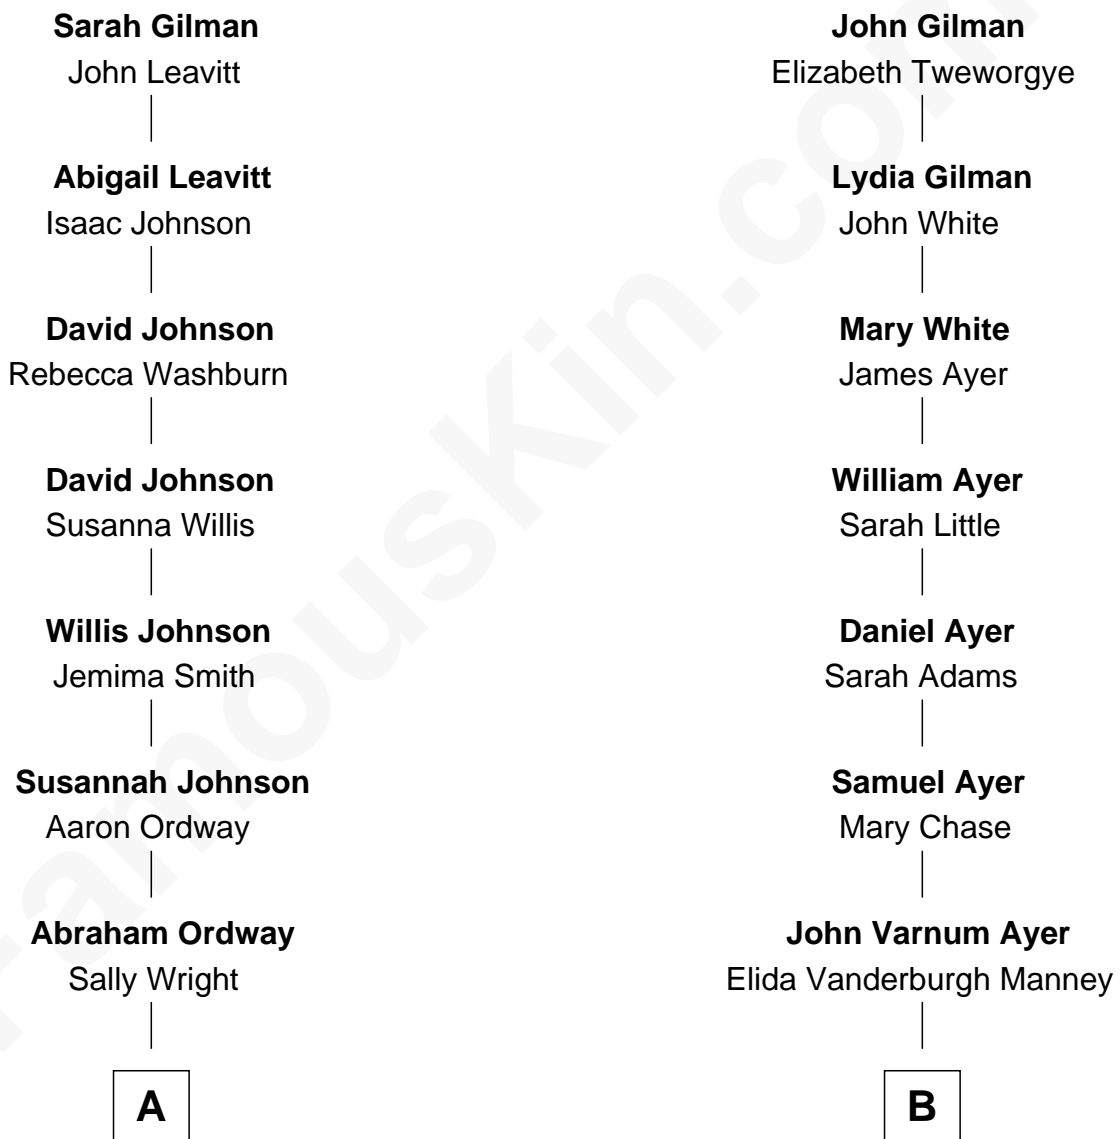 Sarah Gilman
John Leavitt
Abigail Leavitt
Isaac Johnson
David Johnson
Rebecca Washburn
David Johnson
Susanna Willis
Willis Johnson
Jemima Smith
Susannah Johnson
Aaron Ordway
Abraham Ordway
Sally Wright
A
John Gilman
Elizabeth Tweworgye
Lydia Gilman
John White
Mary White
James Ayer
William Ayer
Sarah Little
Daniel Ayer
Sarah Adams
Samuel Ayer
Mary Chase
John Varnum Ayer
Elida Vanderburgh Manney
B
FamousKin.com